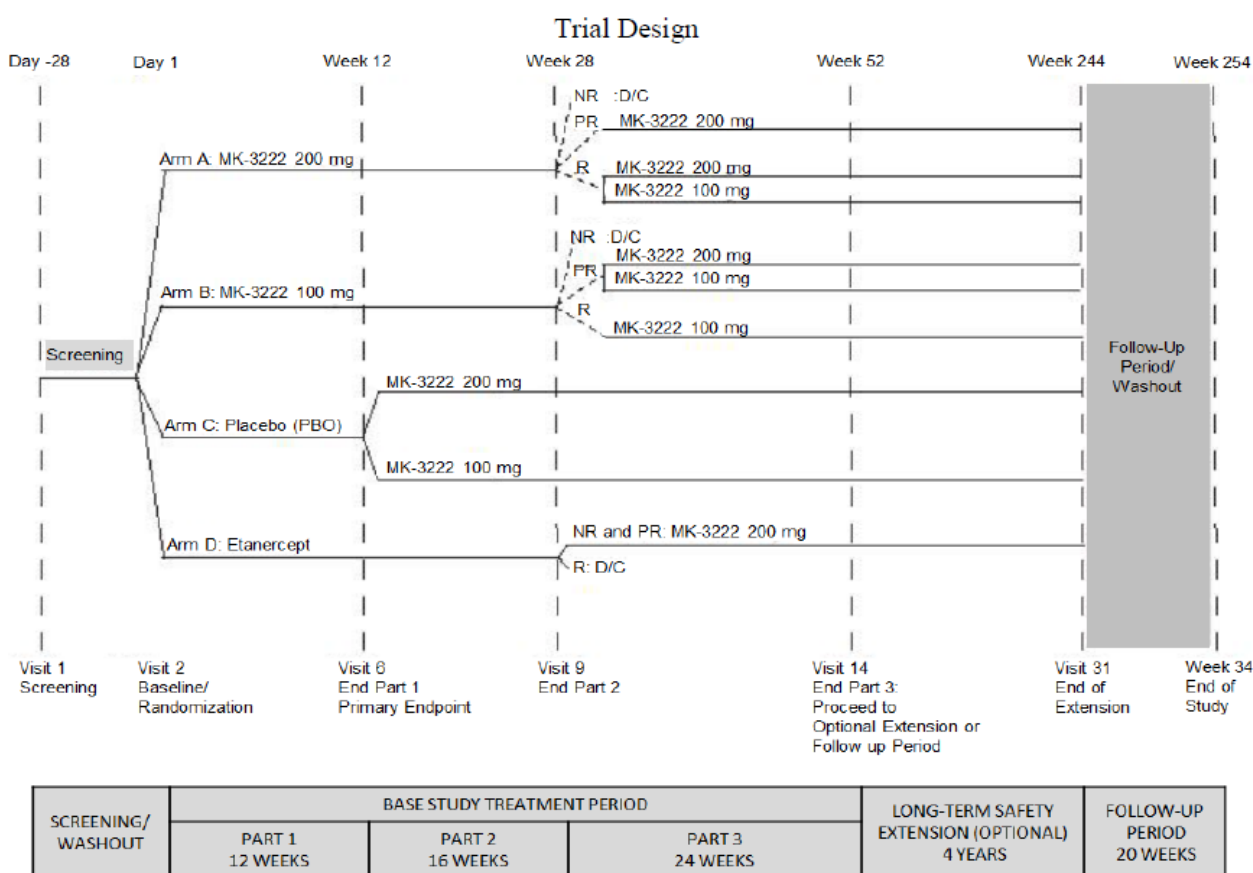 Trial Design
Day -28 Day 1 Week 12 Week 28 Week 52 Week 244 Week 254
NR :D/C
PR MK-3222 200 mg
Arm A: MK-3222 200 mg
R MK-3222 200 mg
MK-3222 100 mg
NR :D/C
MK-3222 200 mg
PR MK-3222 100 mg
Arm B: MK-3222 100 mg
R
MK-3222 100 mg
Screening
Follow-Up
Period/
Washout
MK-3222 200 mg
Arm C: Placebo (PBO)
MK-3222 100 mg
NR and PR: MK-3222 200 mg
Arm D: Etanercept
R: D/C
Visit 1
Screening
Visit 2
Baseline/
Randomization
Visit 6
End Part 1
Primary Endpoint
Visit 9
End Part 2
Visit 14
End Part 3:
Proceed to
Optional Extension or
Follow up Period
Visit 31
End of
Extension
Week 34
End of
Study
SCREENING/
WASHOUT
BASE STUDY TREATMENT PERIOD
PART 1
12 WEEKS
PART 2
16 WEEKS
PART 3
24 WEEKS
LONG-TERM SAFETY
EXTENSION (OPTIONAL)
4 YEARS
FOLLOW-UP
PERIOD
20 WEEKS